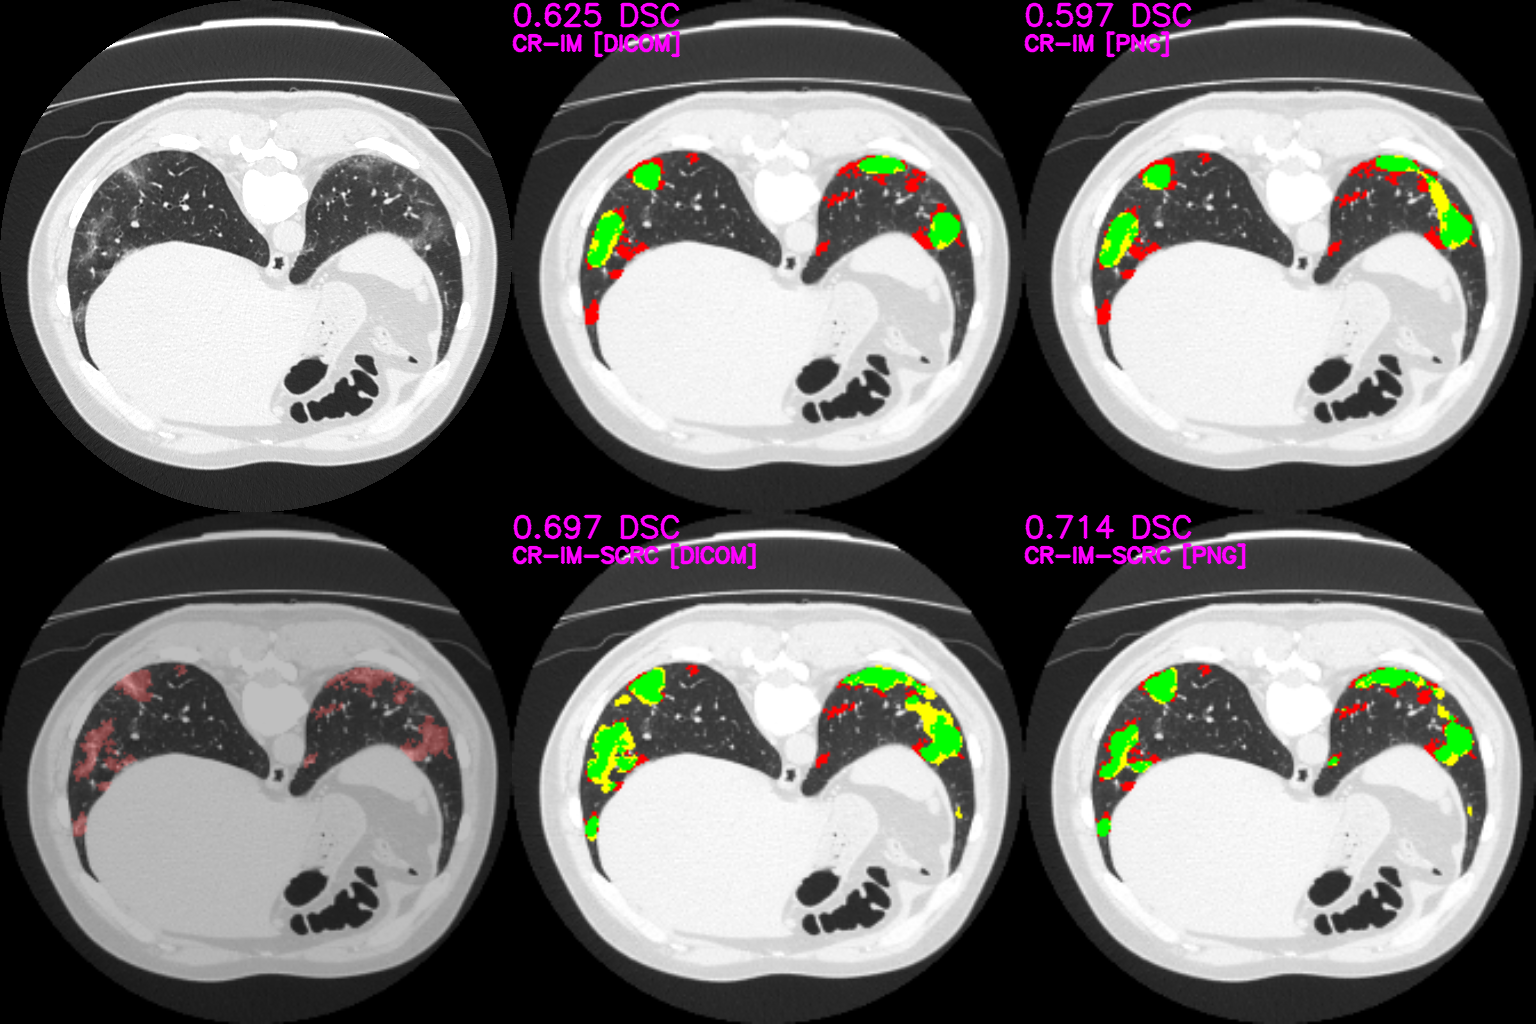 0.625 DSC
CR-IM [DICOM]
0.597 DSC
CR-IM [PNG]
0.697 DSC
CR-IM-SCRC [DICOM]
0.714 DSC
CR-IM-SCRC [PNG]